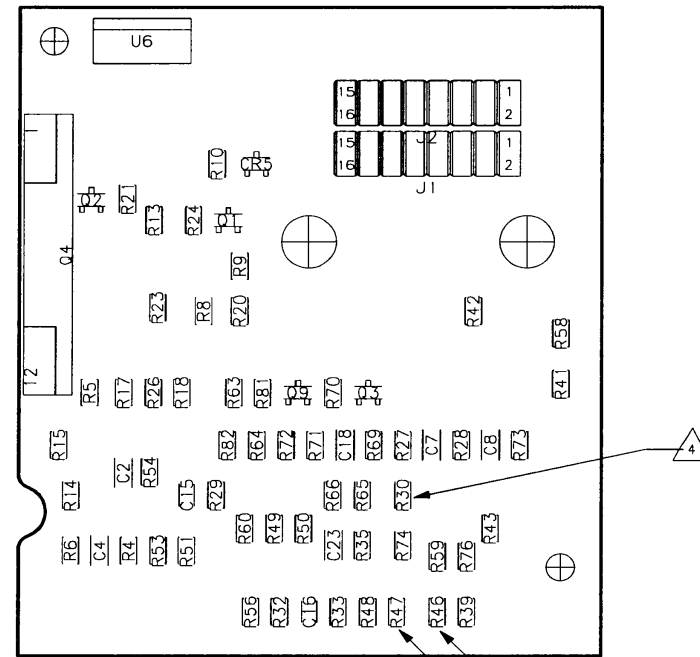 U6
15 1
16 2
J2
15 1
16 2
J1
R10 CR5
Q2 R21
R13 R24 Q1
Q4
R9
R23 R8 R20 R42
R58
12
R5 R17 R26 R18 R63 R81 Q9 R70 Q3 R41
R15 R82 R64 R72 R71 C18 R69 R27 C7 R28 C8 R73
4
C2 R54
R14 C15 R29 R66 R65 R30
R60 R49 R50 R43
R6 C4 R4 R53 R51 C23 R35 R74 R59 R76
R56 R32 C16 R33 R48 R47 R46 R39